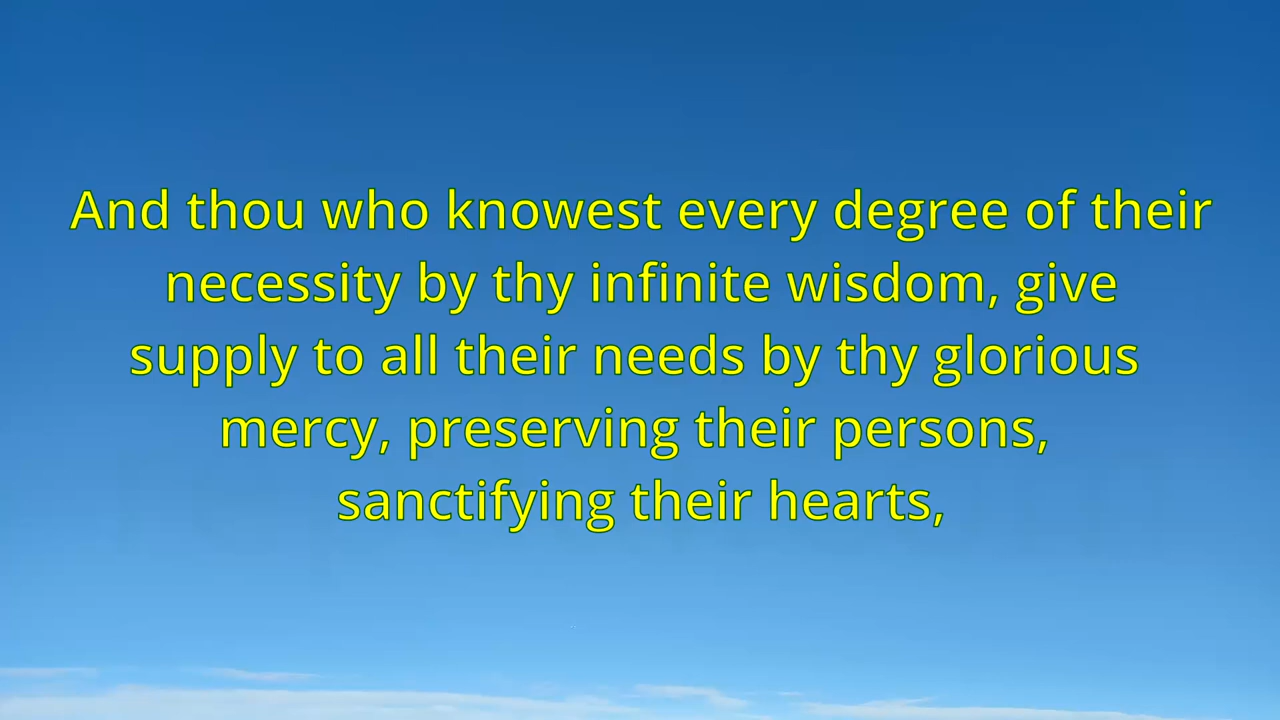 And thou who knowest every degree of their
necessity by thy infinite wisdom, give
supply to all their needs by thy glorious
mercy, preserving their persons,
sanctifying their hearts,